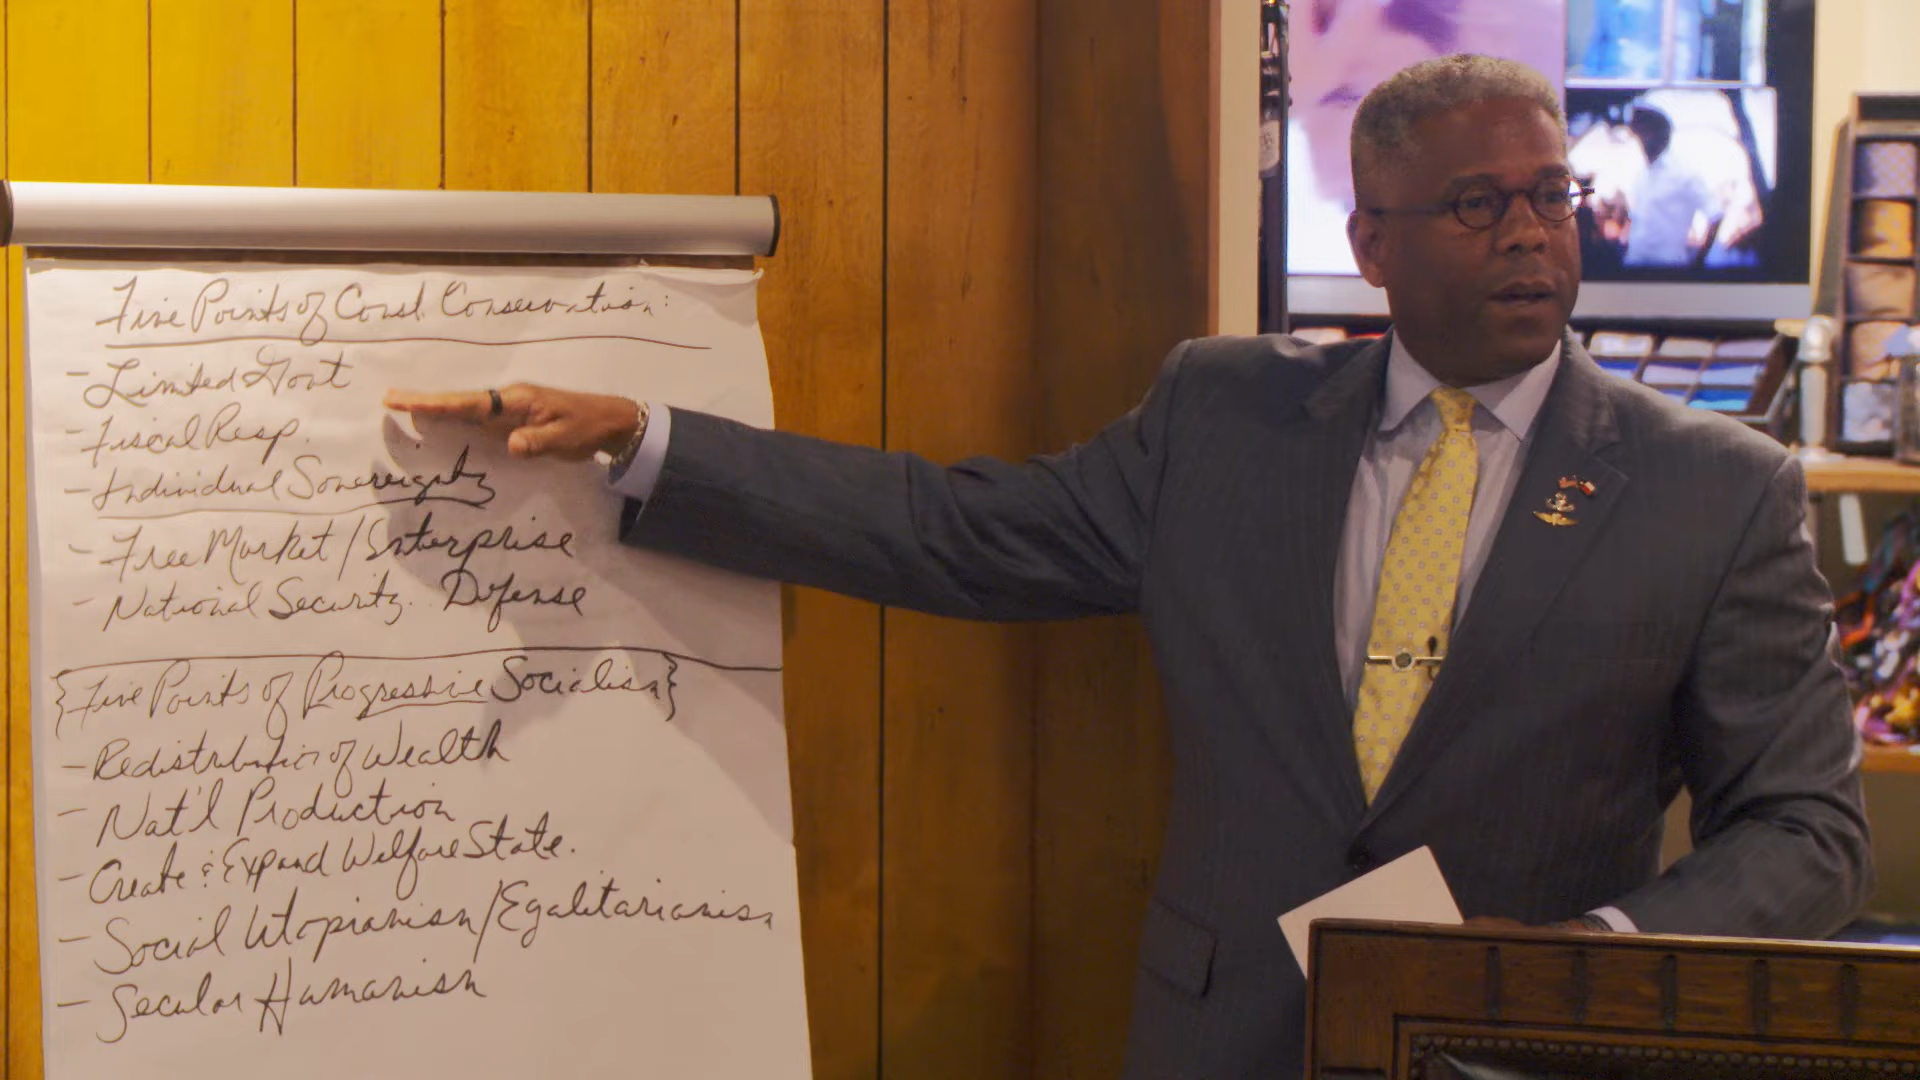 Five Points of Const. Conservatism:
- Limited Govt
- Fiscal Resp.
- Individual Sovereignty
- Free Market / Enterprise
- National Security. Defense
{Five Points of Progressive Socialism}
- Redistribution of Wealth
- Nat'l Production
- Create & Expand Welfare State.
- Social Utopianism/Egalitarianism
- Secular Humanism